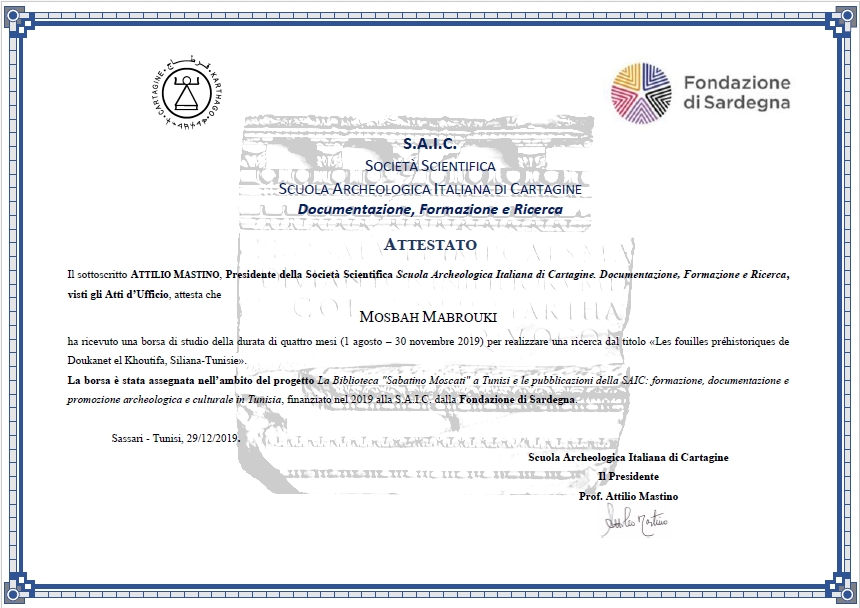 CARTAGINE
KARTHAGO
قرطاج
Fondazione
di Sardegna
S.A.I.C.
SOCIETÀ SCIENTIFICA
SCUOLA ARCHEOLOGICA ITALIANA DI CARTAGINE
Documentazione, Formazione e Ricerca
ATTESTATO
Il sottoscritto ATTILIO MASTINO, Presidente della Società Scientifica Scuola Archeologica Italiana di Cartagine. Documentazione, Formazione e Ricerca,
visti gli Atti d'Ufficio, attesta che
MOSBAH MABROUKI
ha ricevuto una borsa di studio della durata di quattro mesi (1 agosto – 30 novembre 2019) per realizzare una ricerca dal titolo «Les fouilles préhistoriques de
Doukanet el Khoutifa, Siliana-Tunisie».
La borsa è stata assegnata nell'ambito del progetto La Biblioteca "Sabatino Moscati" a Tunisi e le pubblicazioni della SAIC: formazione, documentazione e
promozione archeologica e culturale in Tunisia, finanziato nel 2019 alla S.A.I.C. dalla Fondazione di Sardegna.
Sassari - Tunisi, 29/12/2019.
Scuola Archeologica Italiana di Cartagine
Il Presidente
Prof. Attilio Mastino
Attilio Mastino